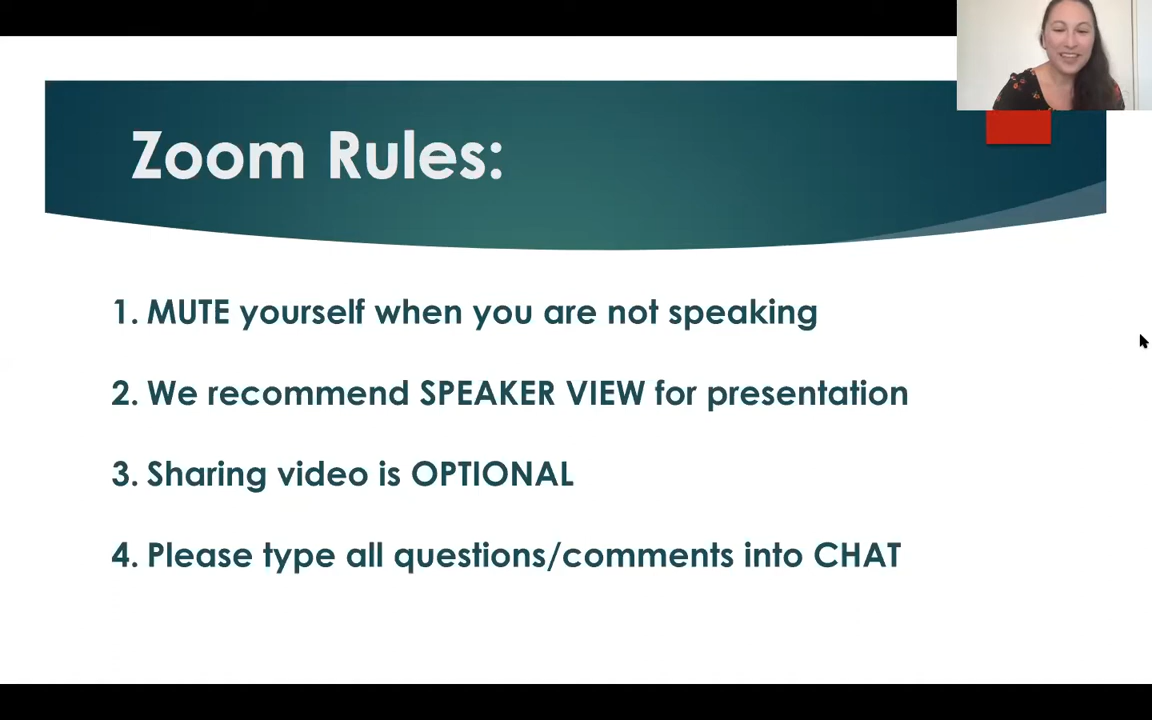 Zoom Rules:
1. MUTE yourself when you are not speaking
2. We recommend SPEAKER VIEW for presentation
3. Sharing video is OPTIONAL
4. Please type all questions/comments into CHAT